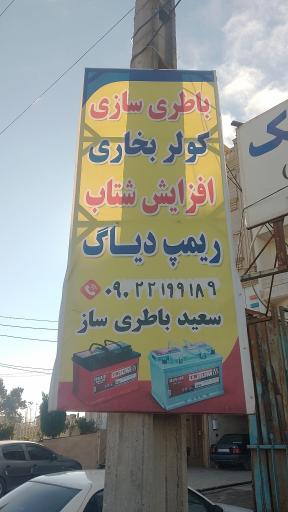 باطری سازی
کولر بخاری
افزایش شتاب
ریمپ دیاگ
۰۹۰۲۲۱۹۹۱۸۹
سعید باطری ساز